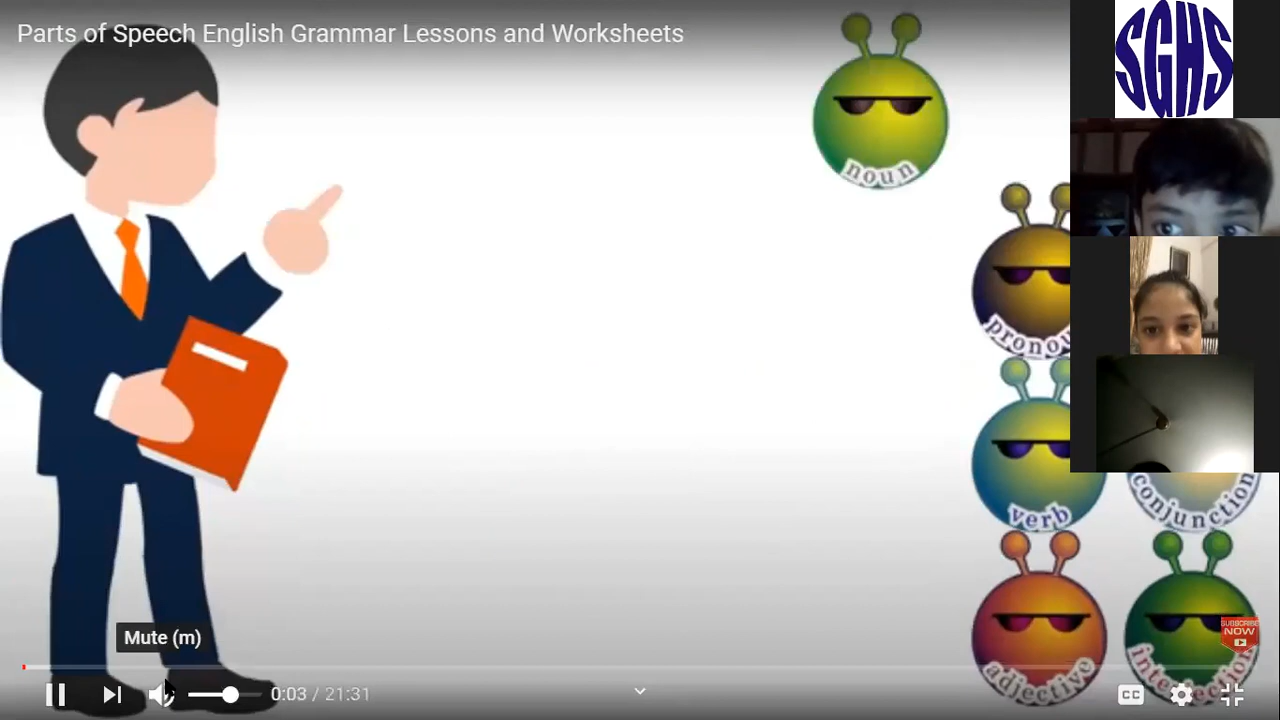 Parts of Speech English Grammar Lessons and Worksheets
SGHS
noun
verb
conjunction
adjective
SUBSCRIBE
NOW
Mute (m)
0:03 / 21:31
CC